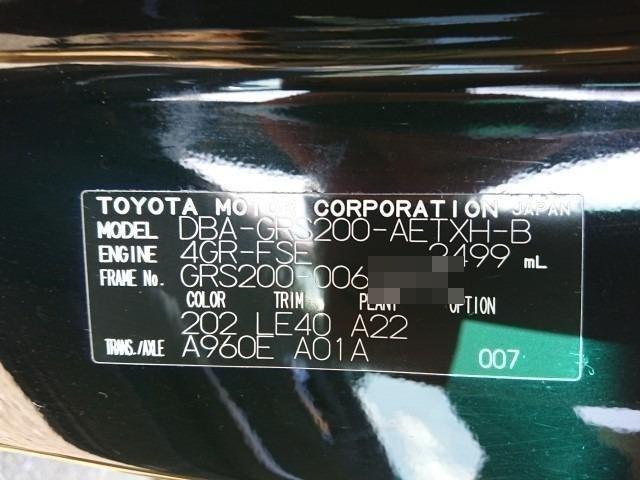 TOYOTA MOTOR CORPORATION JAPAN
MODEL DBA-GRS200-AETXH-B
ENGINE 4GR-FSE 2499 mL
FRAME No. GRS200-006
COLOR TRIM PLANT OPTION
202 LE40 A22
TRANS./AXLE A960E A01A 007